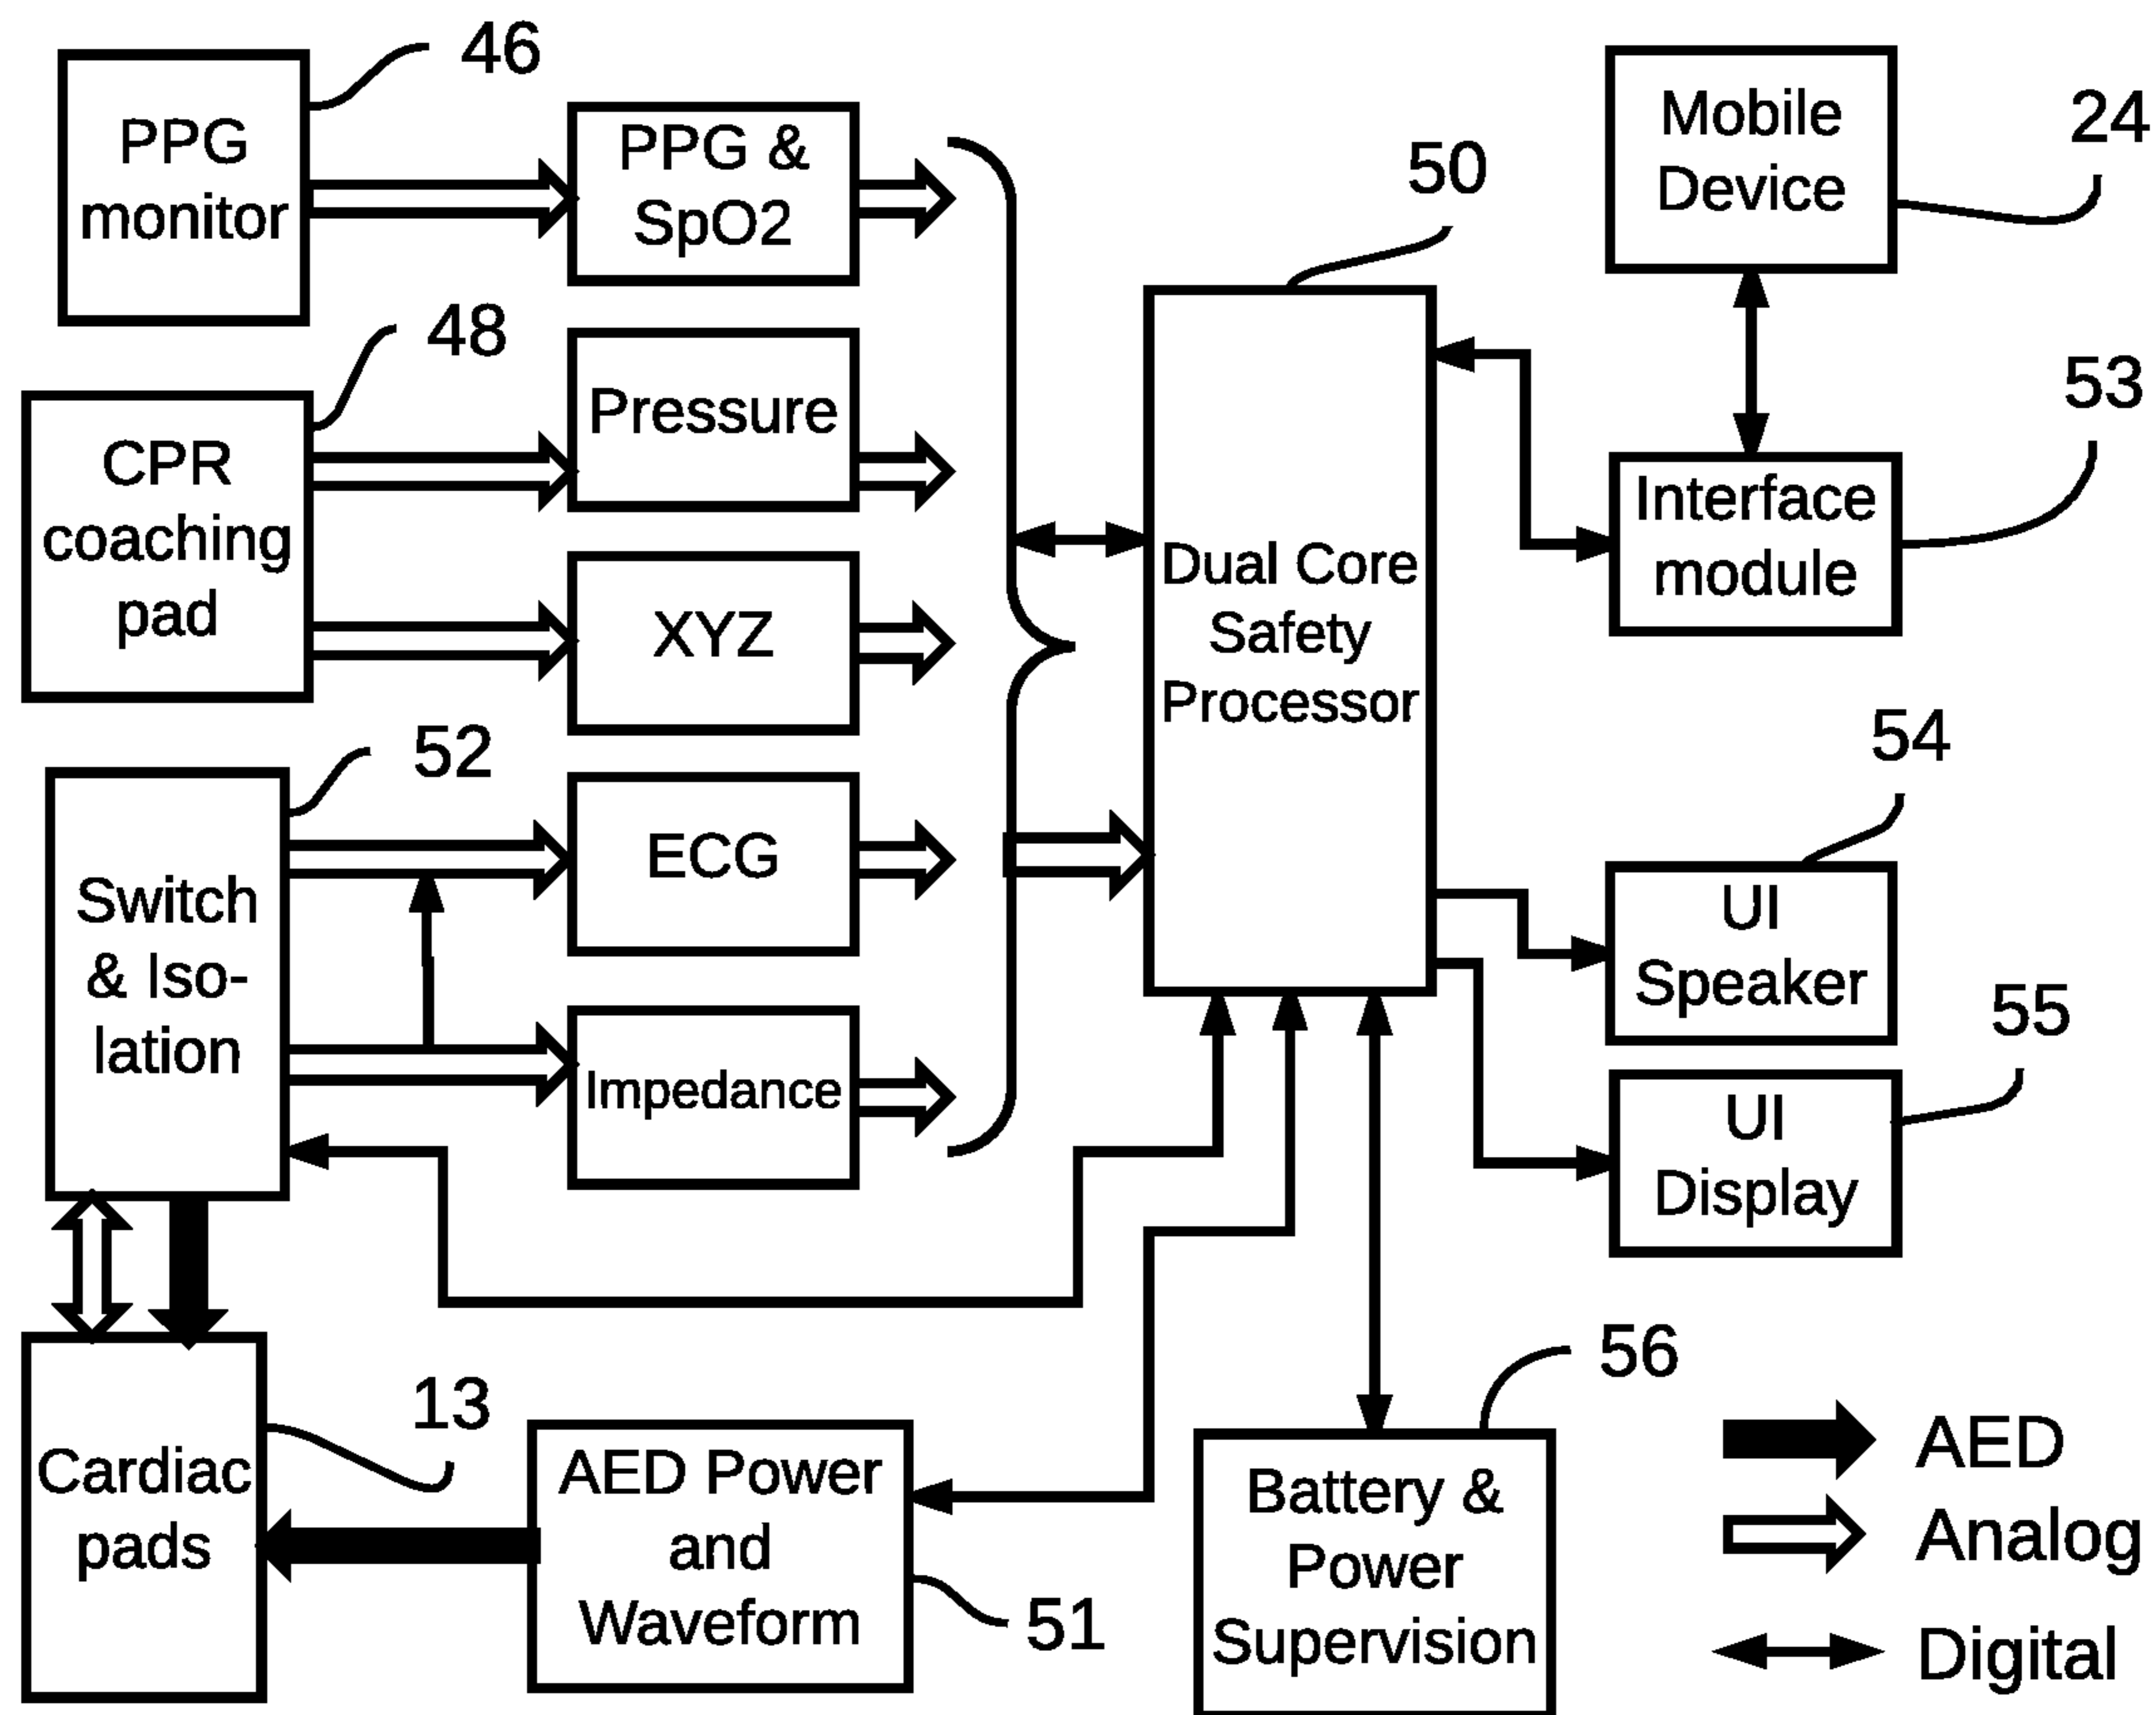 46
PPG
monitor
PPG &
SpO2
50
Mobile
Device
24
48
CPR
coaching
pad
Pressure
XYZ
Dual Core
Safety
Processor
53
Interface
module
52
Switch
& Iso-
lation
ECG
Impedance
54
UI
Speaker
55
UI
Display
13
Cardiac
pads
AED Power
and
Waveform
51
56
Battery &
Power
Supervision
AED
Analog
Digital